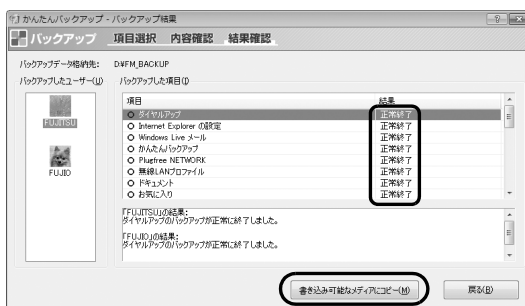 かんたんバックアップ - バックアップ結果
バックアップ 項目選択 内容確認 結果確認
バックアップデータ格納先: D:¥FM_BACKUP
バックアップしたユーザー(U) バックアップした項目(I)
項目 結果
ダイヤルアップ 正常終了
Internet Explorer の設定 正常終了
Windows Live メール 正常終了
かんたんバックアップ 正常終了
Plugfree NETWORK 正常終了
無線LANプロファイル 正常終了
ドキュメント 正常終了
お気に入り 正常終了
FUJITSU
FUJIO
「FUJITSU」の結果:
ダイヤルアップのバックアップが正常に終了しました。
「FUJIO」の結果:
ダイヤルアップのバックアップが正常に終了しました。
書き込み可能なメディアにコピー(M) 戻る(B)